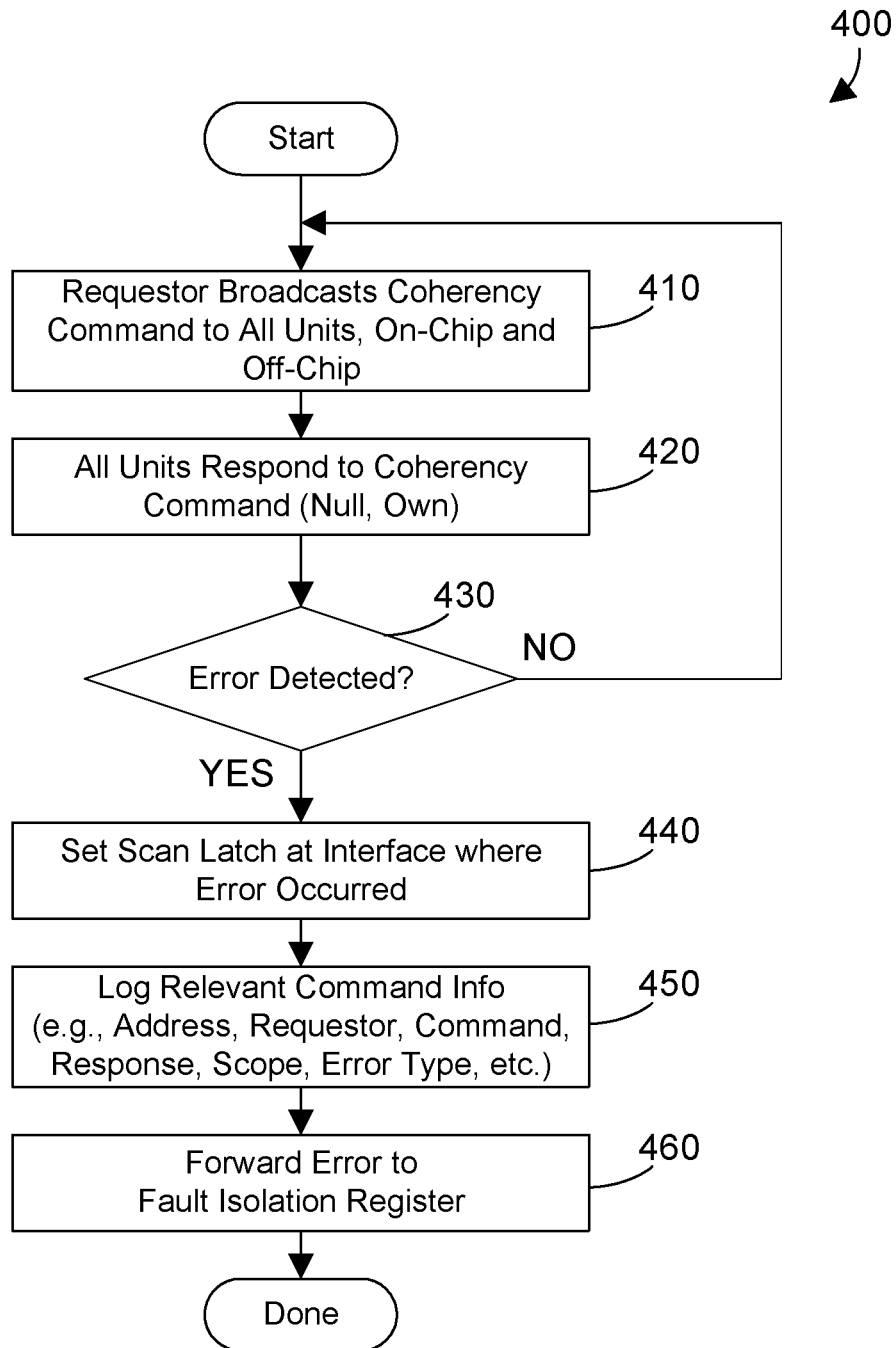 400
Start
Requestor Broadcasts Coherency
Command to All Units, On-Chip and
Off-Chip
410
All Units Respond to Coherency
Command (Null, Own)
420
430
Error Detected?
NO
YES
Set Scan Latch at Interface where
Error Occurred
440
Log Relevant Command Info
(e.g., Address, Requestor, Command,
Response, Scope, Error Type, etc.)
450
Forward Error to
Fault Isolation Register
460
Done